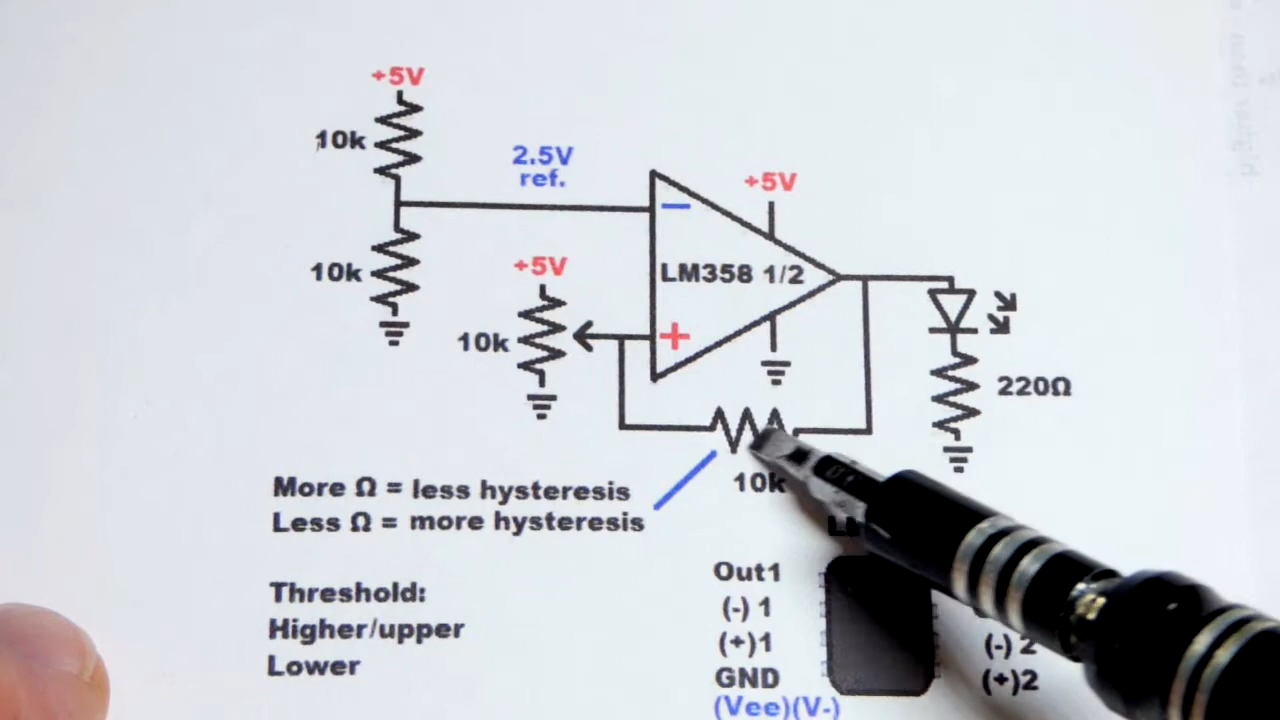 +5V
10k
2.5V
ref.
+5V
10k
+5V
LM358 1/2
10k
220Ω
10k
More Ω = less hysteresis
Less Ω = more hysteresis
Threshold:
Higher/upper
Lower
Out1
(-) 1
(+)1
GND
(Vee)(V-)
(-) 2
(+)2